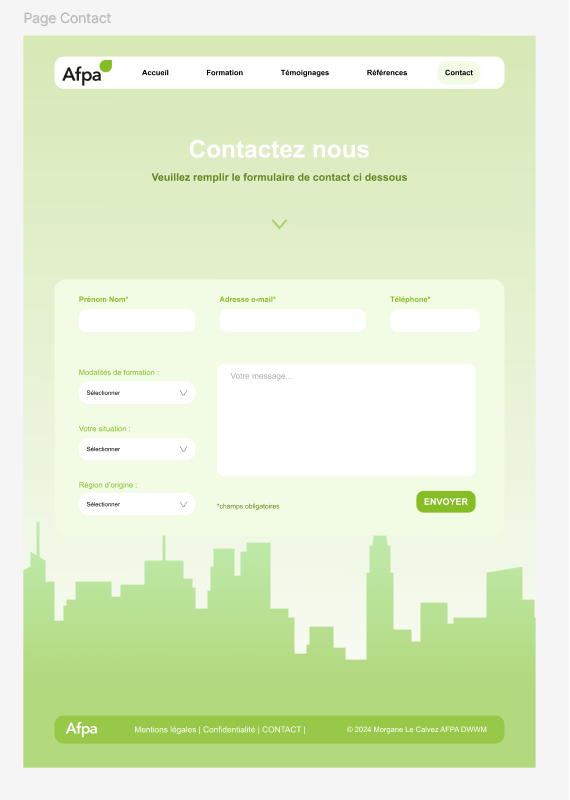 Page Contact
Afpa Accueil Formation Témoignages Références Contact
Contactez nous
Veuillez remplir le formulaire de contact ci dessous
Prénom Nom* Adresse e-mail* Téléphone*
Modalités de formation :
Votre message...
Sélectionner
Votre situation :
Sélectionner
Région d'origine :
Sélectionner
*champs obligatoires
ENVOYER
Afpa Mentions légales | Confidentialité | CONTACT | © 2024 Morgane Le Calvez AFPA DWWM